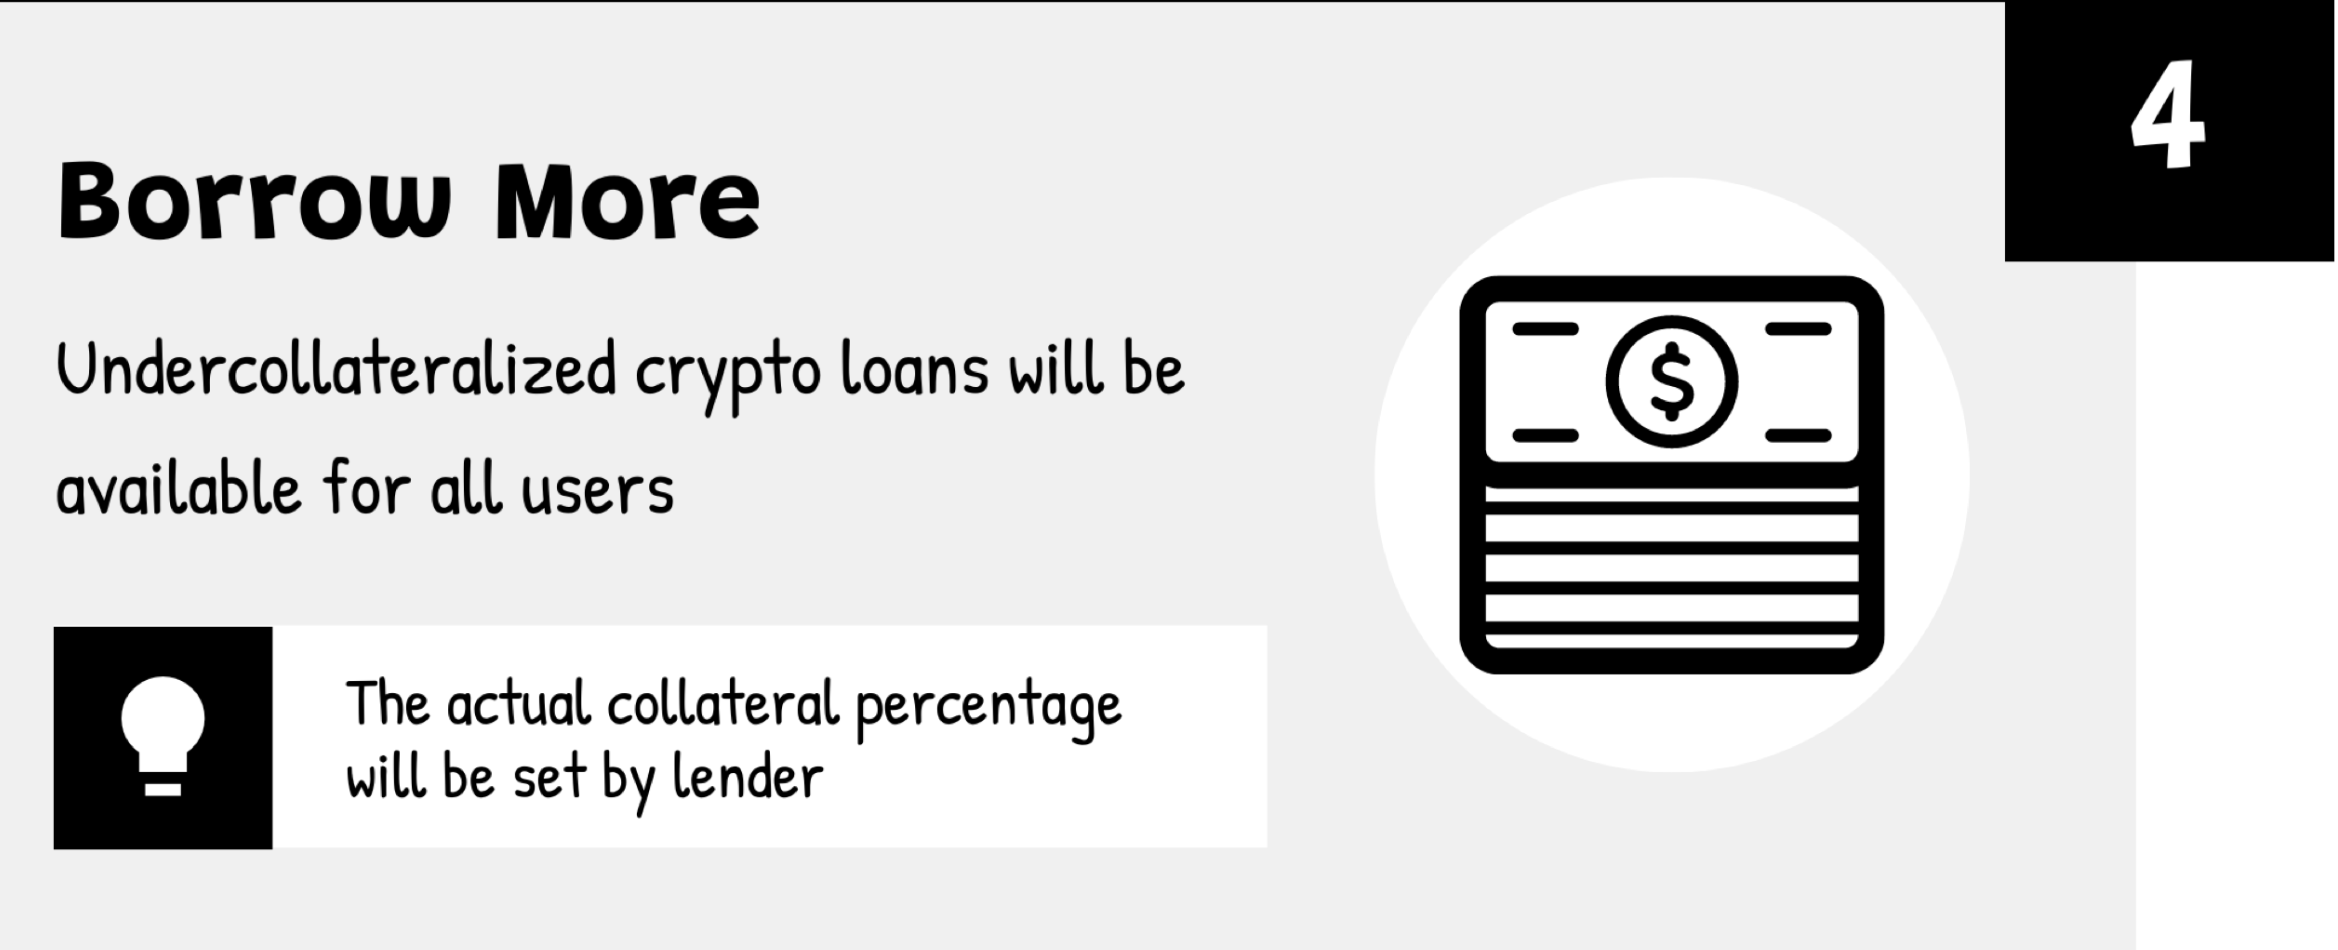 4
Borrow More
Undercollateralized crypto loans will be
available for all users
$
The actual collateral percentage
will be set by lender